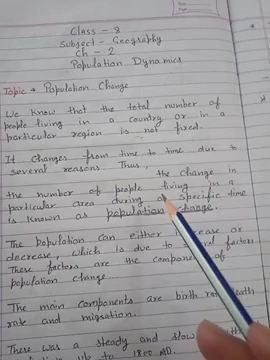 Class - 8
Subject - Geography
Ch - 2
Population Dynamics
Topic → Population Change
We know that the total number of
people living in a country or in a
particular region is not fixed.
It changes from time to time due to
several reasons. Thus, the change in
the number of people living in a
particular area during a specific time
is known as population change.
The population can either increase or
decrease, which is due to several factors
These factors are the components of
population change
The main components are birth rate, death
rate and migration.
There was a steady and slow
up to 1800 AD.